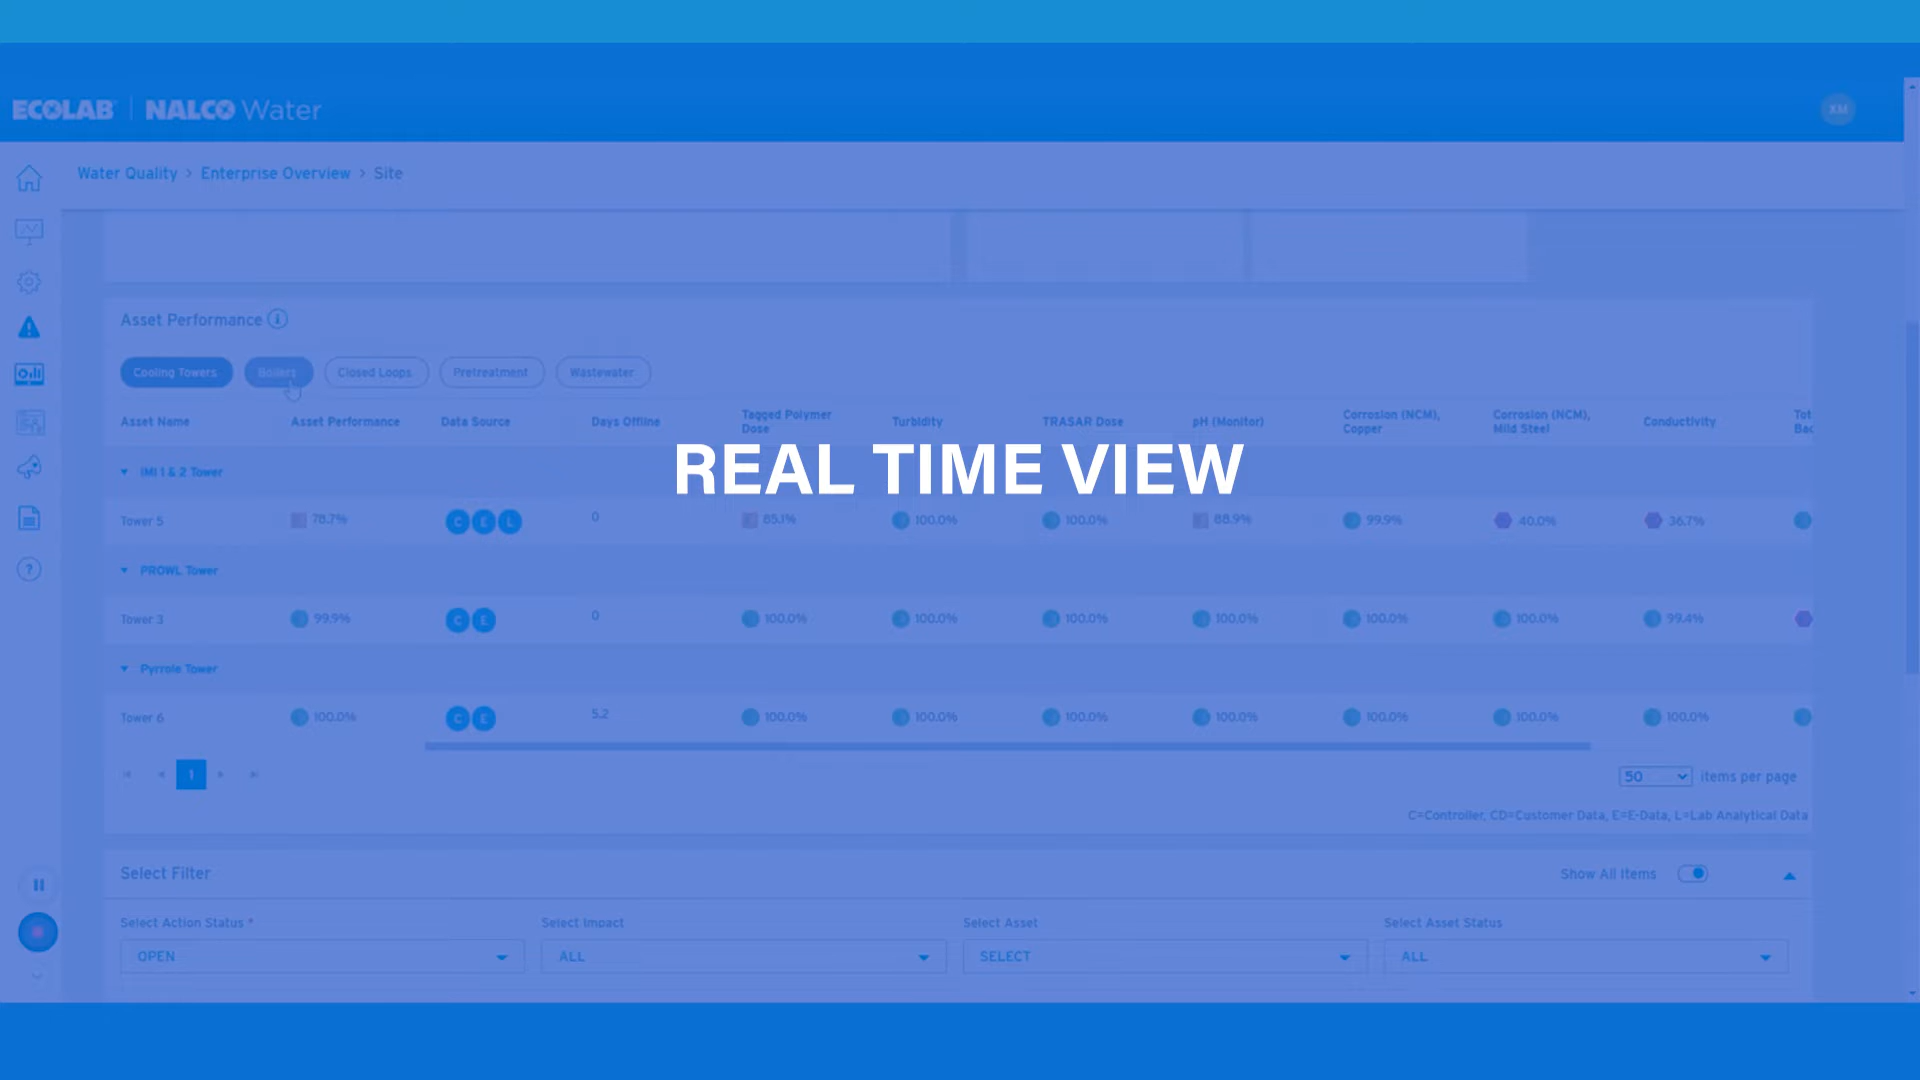 ECOLAB | NALCO Water
XM
Water Quality > Enterprise Overview > Site
Asset Performance
Cooling Towers Boilers Closed Loops Pretreatment Wastewater
Asset Name Asset Performance Data Source Days Offline Tagged Polymer Dose Turbidity TRASAR Dose pH (Monitor) Corrosion (NCM), Copper Corrosion (NCM), Mild Steel Conductivity Tot Bac
REAL TIME VIEW
IMI 1 & 2 Tower
Tower 5 78.7% C E L 0 85.1% 100.0% 100.0% 88.9% 99.9% 40.0% 36.7%
PROWL Tower
Tower 3 99.9% C E 0 100.0% 100.0% 100.0% 100.0% 100.0% 100.0% 99.4%
Pyrrole Tower
Tower 6 100.0% C E 5.2 100.0% 100.0% 100.0% 100.0% 100.0% 100.0% 100.0%
1
50 items per page
C=Controller, CD=Customer Data, E=E-Data, L=Lab Analytical Data
Select Filter
Show All Items
Select Action Status * Select Impact Select Asset Select Asset Status
OPEN ALL SELECT ALL